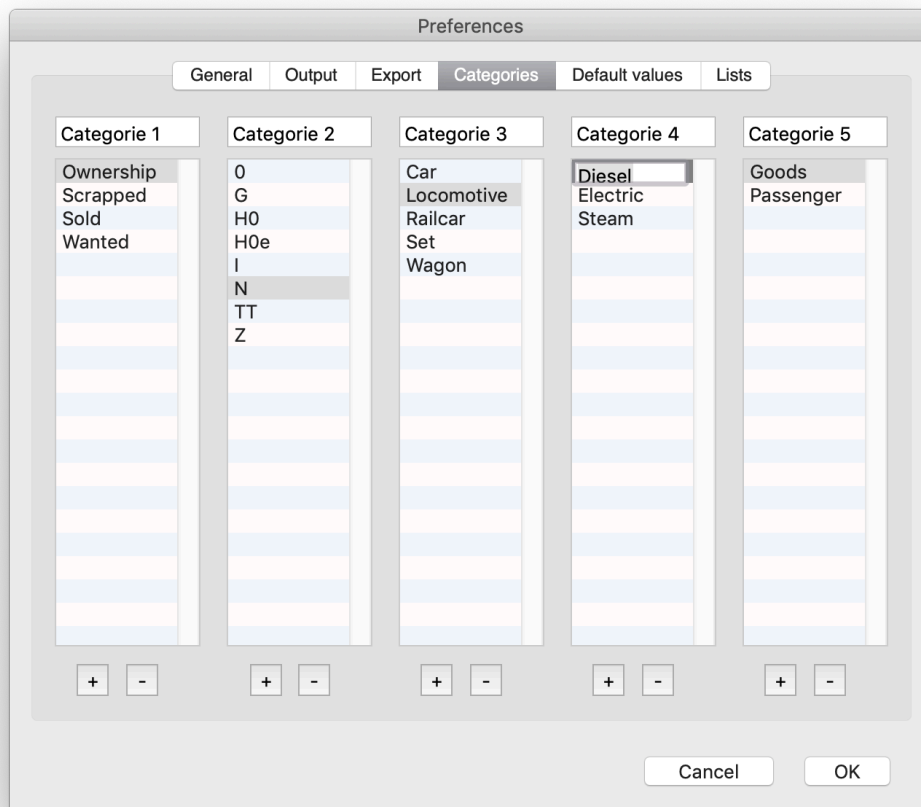 Preferences
General Output Export Categories Default values Lists
Categorie 1 Categorie 2 Categorie 3 Categorie 4 Categorie 5
Ownership
Scrapped
Sold
Wanted
0
G
H0
H0e
I
N
TT
Z
Car
Locomotive
Railcar
Set
Wagon
Diesel
Electric
Steam
Goods
Passenger
+ - + - + - + - + -
Cancel OK